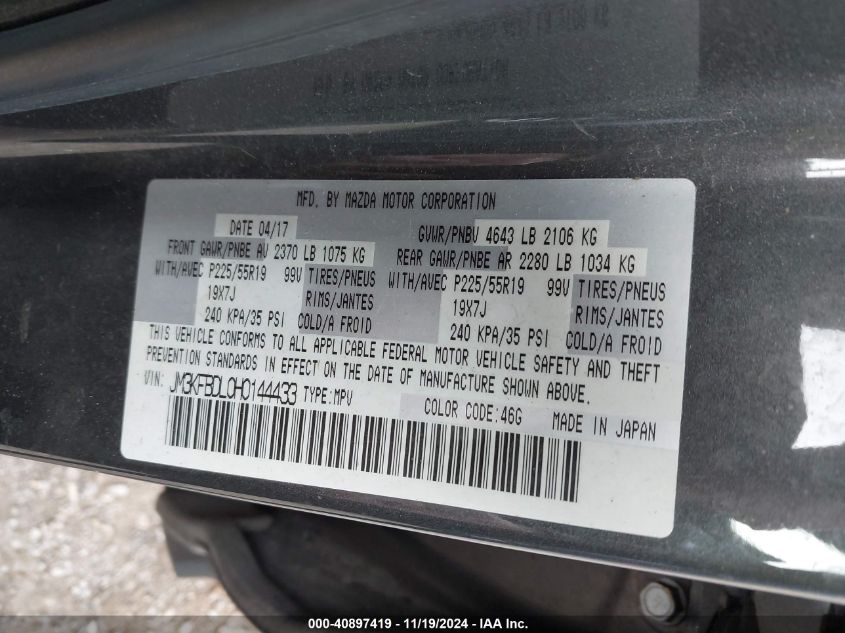 MFD. BY MAZDA MOTOR CORPORATION
DATE 04/17 GVWR/PNBV 4643 LB 2106 KG
FRONT GAWR/PNBE AV 2370 LB 1075 KG REAR GAWR/PNBE AR 2280 LB 1034 KG
WITH/AVEC P225/55R19 99V TIRES/PNEUS WITH/AVEC P225/55R19 99V TIRES/PNEUS
19X7J RIMS/JANTES 19X7J RIMS/JANTES
240 KPA/35 PSI COLD/A FROID 240 KPA/35 PSI COLD/A FROID
THIS VEHICLE CONFORMS TO ALL APPLICABLE FEDERAL MOTOR VEHICLE SAFETY AND THEFT
PREVENTION STANDARDS IN EFFECT ON THE DATE OF MANUFACTURE SHOWN ABOVE.
VIN: JM3KFBDL0H0144433 TYPE:MPV COLOR CODE:46G MADE IN JAPAN
000-40897419 - 11/19/2024 - IAA Inc.